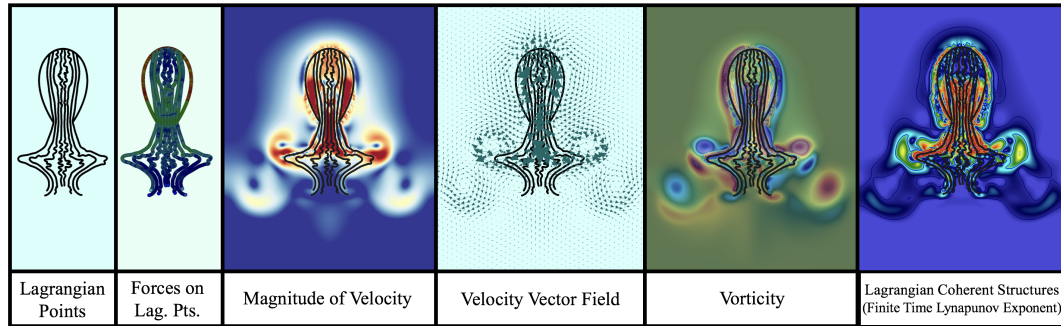 Lagrangian
Points
Forces on
Lag. Pts.
Magnitude of Velocity
Velocity Vector Field
Vorticity
Lagrangian Coherent Structures
(Finite Time Lynapunov Exponent)